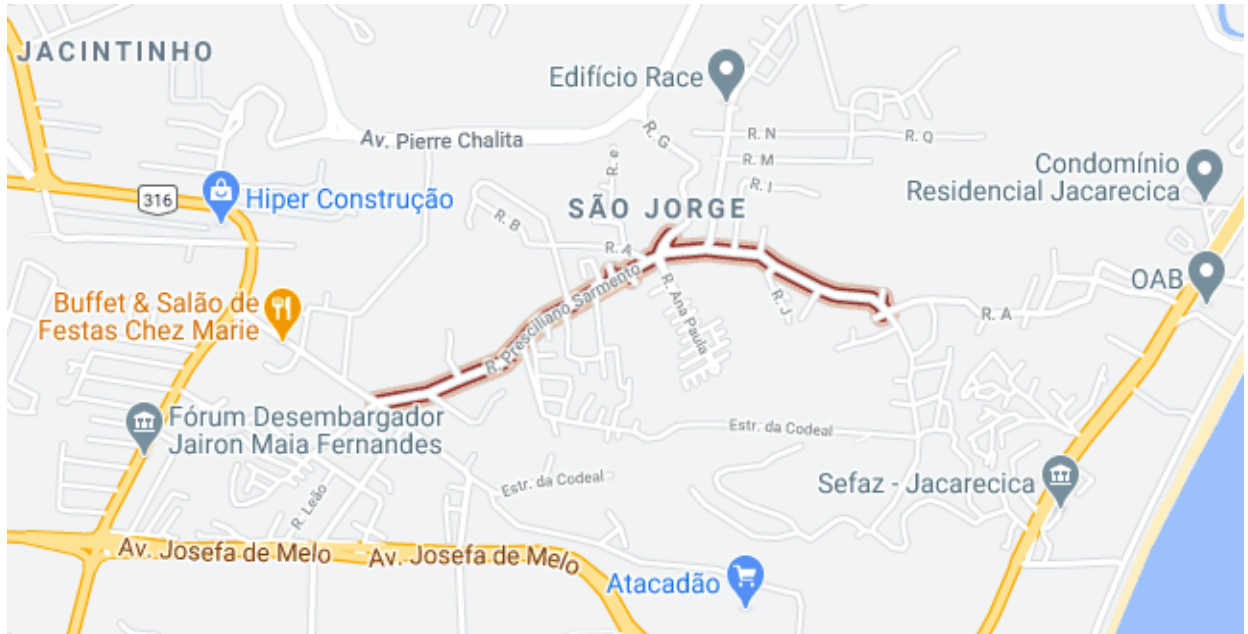 JACINTINHO
Edifício Race
Av. Pierre Chalita
R. G
R. N
R. Q
R. M
R. e
R. I
Condomínio
Residencial Jacarecica
316
Hiper Construção
SÃO JORGE
R. B
R. A
OAB
Buffet & Salão de
Festas Chez Marie
R. Presciliano Sarmento
R. Ana Paula
R. J
R. A
Fórum Desembargador
Jairon Maia Fernandes
Estr. da Codeal
Estr. da Codeal
Sefaz - Jacarecica
R. Leão
Av. Josefa de Melo
Av. Josefa de Melo
Atacadão